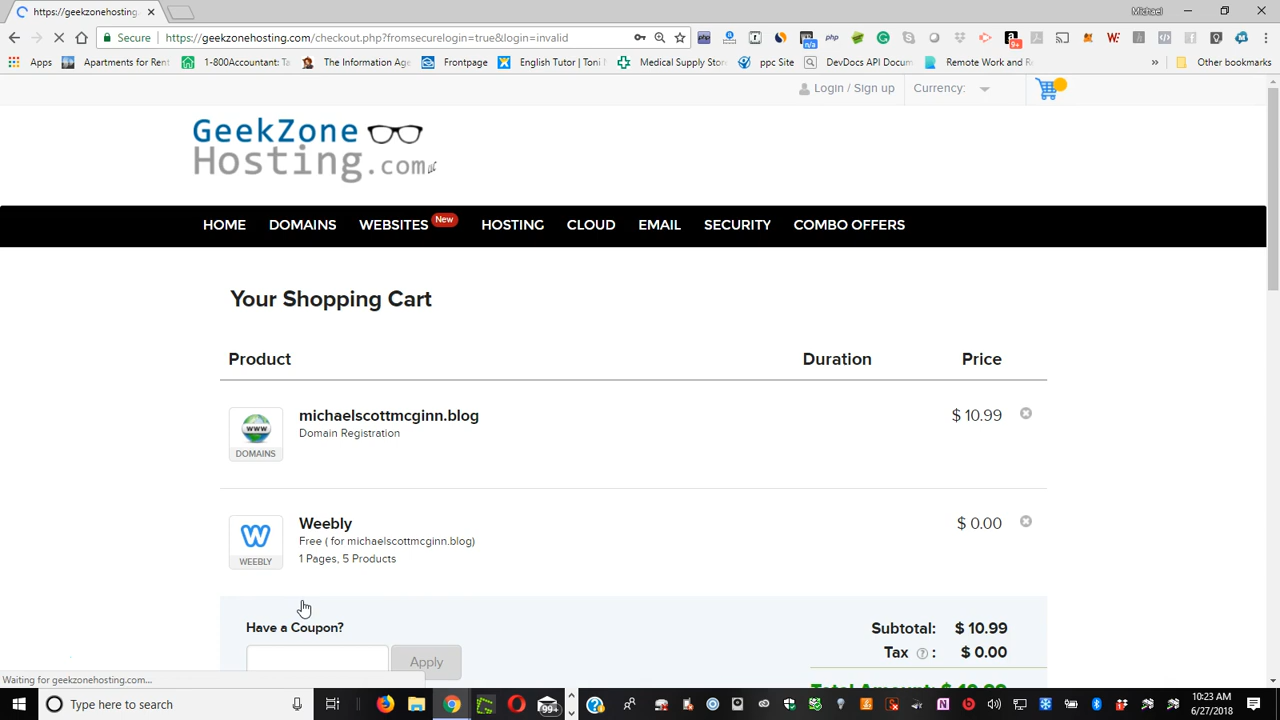 https://geekzonehosting
Michael
Secure
https://geekzonehosting.com/checkout.php?fromsecurelogin=true&login=invalid
Apps
Apartments for Rent
1-800Accountant: Ta
The Information Age
Frontpage
English Tutor | Toni
Medical Supply Stor
ppc Site
DevDocs API Docum
Remote Work and R
»
Other bookmarks
Login / Sign up
Currency:
GeekZone
Hosting.com
HOME
DOMAINS
WEBSITES
New
HOSTING
CLOUD
EMAIL
SECURITY
COMBO OFFERS
Your Shopping Cart
Product
Duration
Price
michaelscottmcginn.blog
$ 10.99
Domain Registration
WWW
DOMAINS
Weebly
$ 0.00
Free ( for michaelscottmcginn.blog)
1 Pages, 5 Products
WEEBLY
Have a Coupon?
Subtotal:
$ 10.99
Tax ? :
$ 0.00
Apply
Waiting for geekzonehosting.com...
Type here to search
99+
10:23 AM
6/27/2018